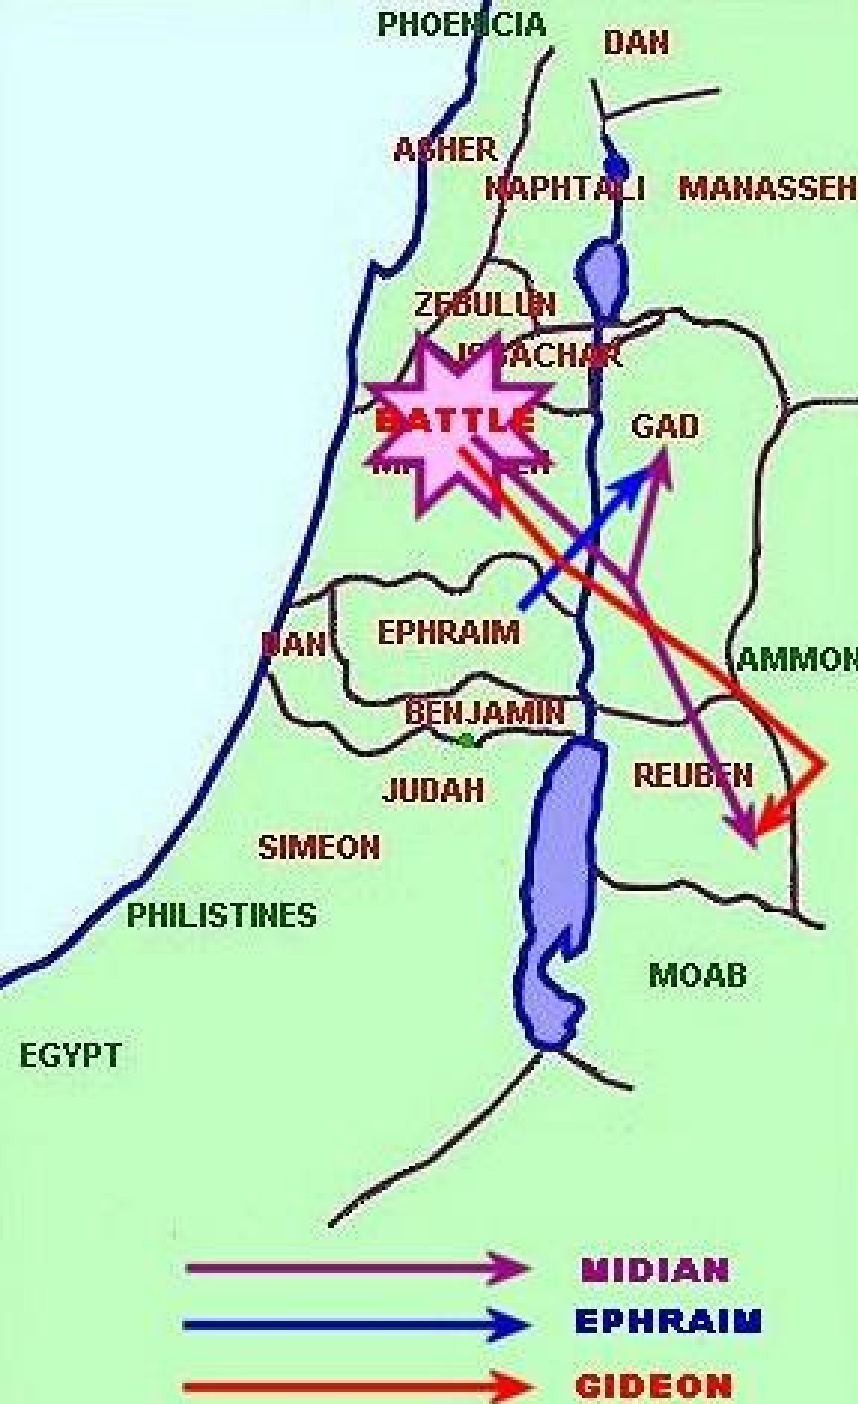 PHOENICIA
DAN
ASHER
NAPHTALI
MANASSEH
ZEBULUN
ISSACHAR
BATTLE
GAD
DAN
EPHRAIM
AMMON
BENJAMIN
REUBEN
JUDAH
SIMEON
PHILISTINES
MOAB
EGYPT
MIDIAN
EPHRAIM
GIDEON